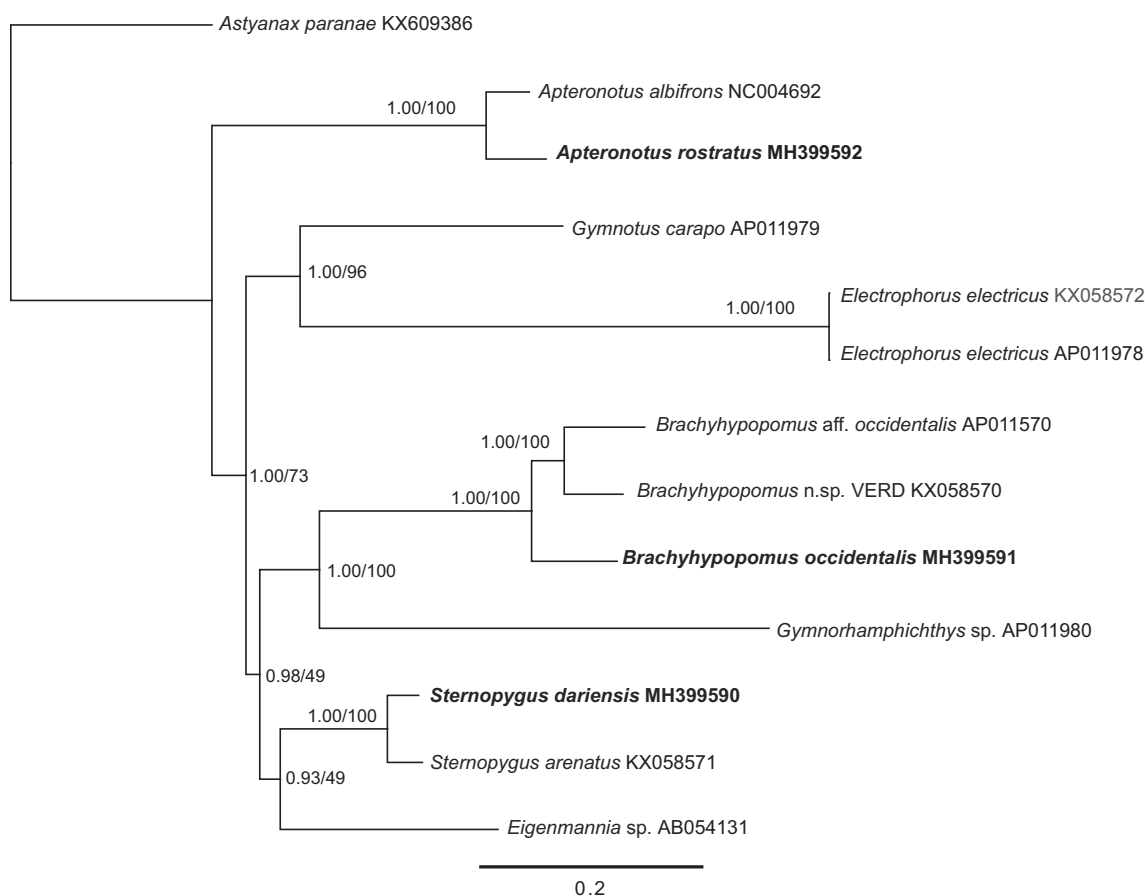 Astyanax paranae KX609386
Apteronotus albifrons NC004692
1.00/100
Apteronotus rostratus MH399592
Gymnotus carapo AP011979
1.00/96
Electrophorus electricus KX058572
1.00/100
Electrophorus electricus AP011978
Brachyhypopomus aff. occidentalis AP011570
1.00/100
1.00/73
Brachyhypopomus n.sp. VERD KX058570
1.00/100
Brachyhypopomus occidentalis MH399591
1.00/100
Gymnorhamphichthys sp. AP011980
0.98/49
Sternopygus dariensis MH399590
1.00/100
Sternopygus arenatus KX058571
0.93/49
Eigenmannia sp. AB054131
0.2